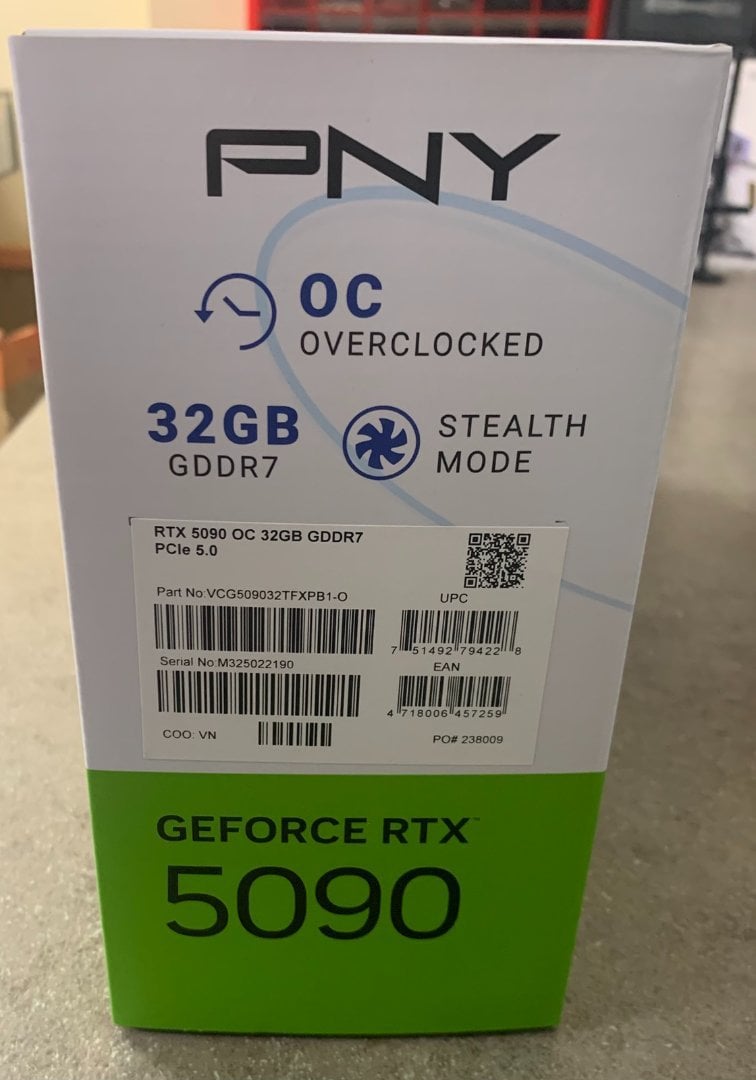 PNY
OC
OVERCLOCKED
32GB
GDDR7
STEALTH
MODE
RTX 5090 OC 32GB GDDR7
PCIe 5.0
Part No:VCG509032TFXPB1-O
UPC
7 51492 79422 8
Serial No:M325022190
EAN
4 718006 457259
COO: VN
PO# 238009
GEFORCE RTX™
5090